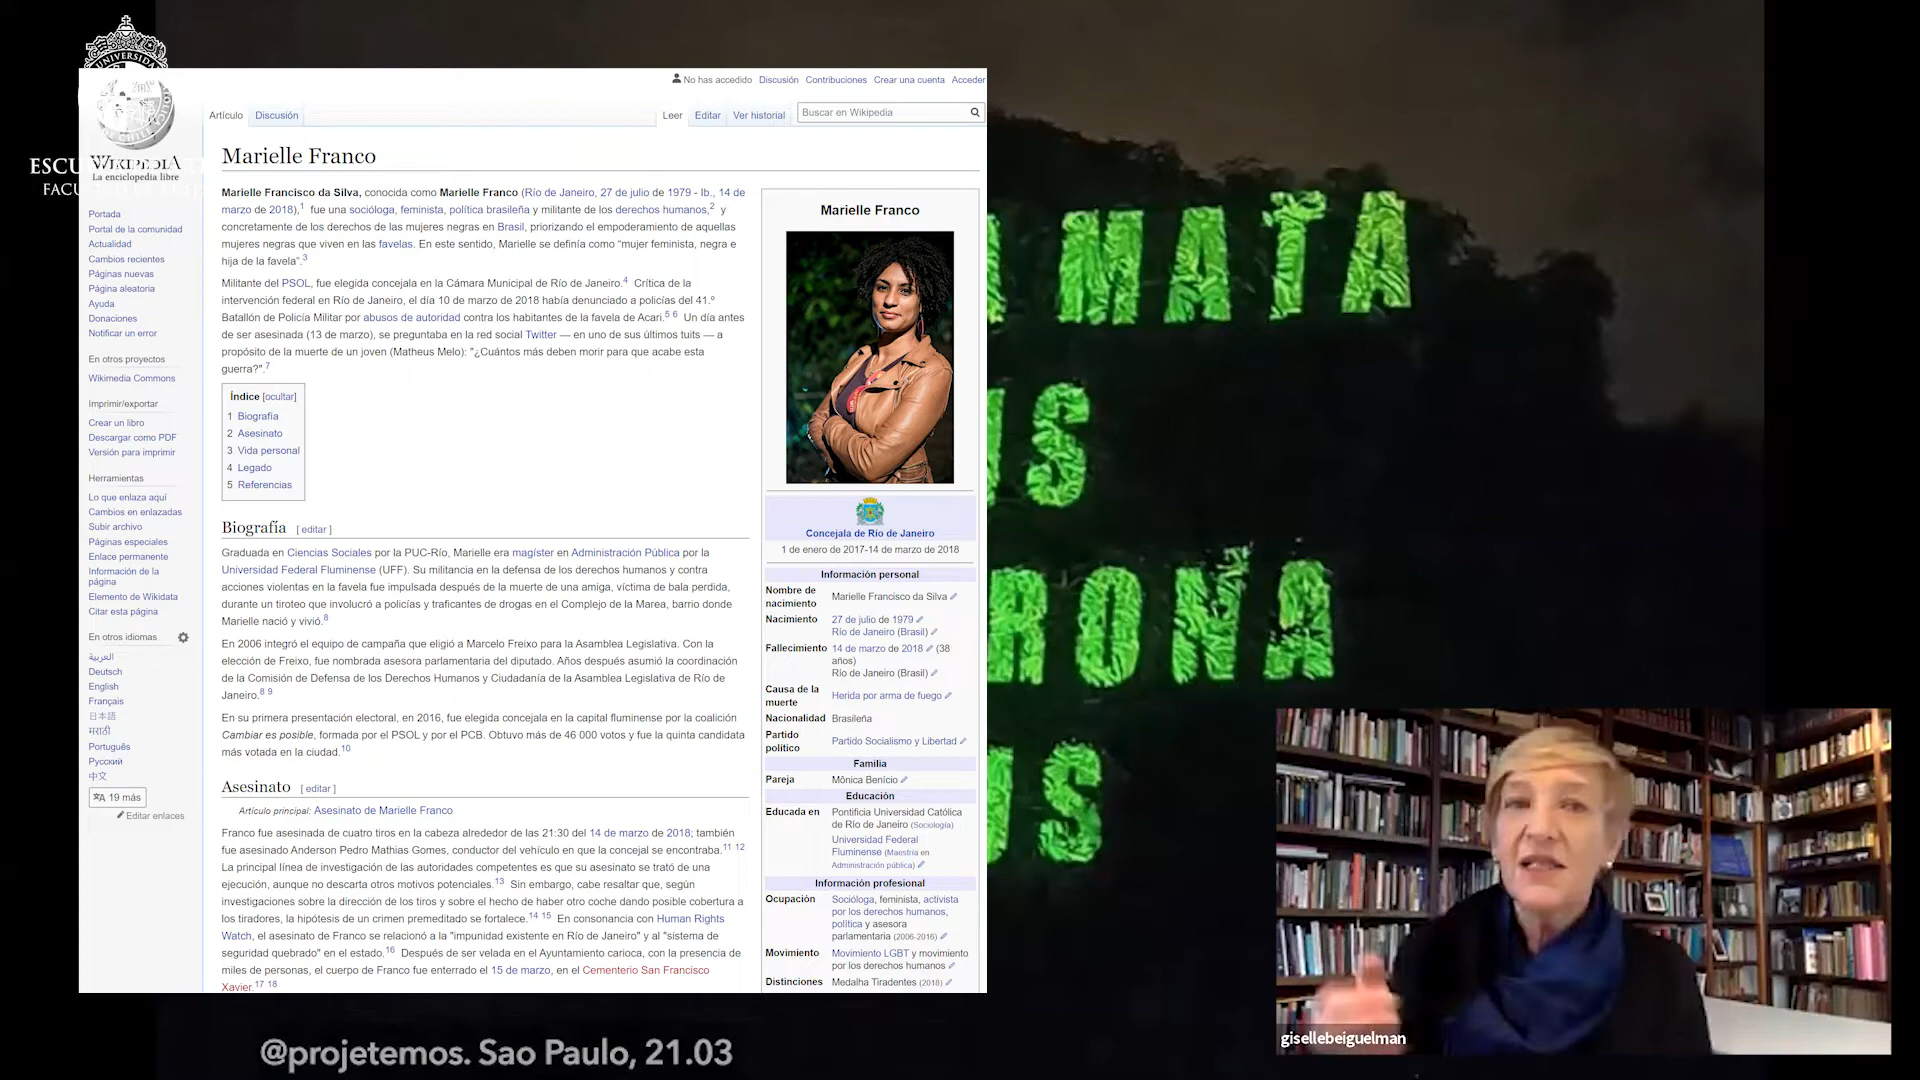 UNIVERSIDA
ESCU
WIKIPEDIA
La enciclopedia libre
Portada
Portal de la comunidad
Actualidad
Cambios recientes
Páginas nuevas
Página aleatoria
Ayuda
Donaciones
Notificar un error
En otros proyectos
Wikimedia Commons
Imprimir/exportar
Crear un libro
Descargar como PDF
Versión para imprimir
Herramientas
Lo que enlaza aquí
Cambios en enlazadas
Subir archivo
Páginas especiales
Enlace permanente
Información de la
página
Elemento de Wikidata
Citar esta página
En otros idiomas
العربية
Deutsch
English
Français
日本語
मराठी
Português
Русский
中文
19 más
Editar enlaces
No has accedido Discusión Contribuciones Crear una cuenta Acceder
Artículo Discusión Leer Editar Ver historial Buscar en Wikipedia
Marielle Franco
Marielle Francisco da Silva, conocida como Marielle Franco (Río de Janeiro, 27 de julio de 1979 - Ib., 14 de
marzo de 2018),1 fue una socióloga, feminista, política brasileña y militante de los derechos humanos,2 y
concretamente de los derechos de las mujeres negras en Brasil, priorizando el empoderamiento de aquellas
mujeres negras que viven en las favelas. En este sentido, Marielle se definía como "mujer feminista, negra e
hija de la favela".3
Militante del PSOL, fue elegida concejala en la Cámara Municipal de Río de Janeiro.4 Crítica de la
intervención federal en Río de Janeiro, el día 10 de marzo de 2018 había denunciado a policías del 41.º
Batallón de Policía Militar por abusos de autoridad contra los habitantes de la favela de Acari.5 6 Un día antes
de ser asesinada (13 de marzo), se preguntaba en la red social Twitter — en uno de sus últimos tuits — a
propósito de la muerte de un joven (Matheus Melo): "¿Cuántos más deben morir para que acabe esta
guerra?".7
Índice [ocultar]
1 Biografía
2 Asesinato
3 Vida personal
4 Legado
5 Referencias
Biografía [ editar ]
Graduada en Ciencias Sociales por la PUC-Río, Marielle era magíster en Administración Pública por la
Universidad Federal Fluminense (UFF). Su militancia en la defensa de los derechos humanos y contra
acciones violentas en la favela fue impulsada después de la muerte de una amiga, víctima de bala perdida,
durante un tiroteo que involucró a policías y traficantes de drogas en el Complejo de la Marea, barrio donde
Marielle nació y vivió.8
En 2006 integró el equipo de campaña que eligió a Marcelo Freixo para la Asamblea Legislativa. Con la
elección de Freixo, fue nombrada asesora parlamentaria del diputado. Años después asumió la coordinación
de la Comisión de Defensa de los Derechos Humanos y Ciudadanía de la Asamblea Legislativa de Río de
Janeiro.8 9
En su primera presentación electoral, en 2016, fue elegida concejala en la capital fluminense por la coalición
Cambiar es posible, formada por el PSOL y por el PCB. Obtuvo más de 46 000 votos y fue la quinta candidata
más votada en la ciudad.10
Asesinato [ editar ]
Artículo principal: Asesinato de Marielle Franco
Franco fue asesinada de cuatro tiros en la cabeza alrededor de las 21:30 del 14 de marzo de 2018; también
fue asesinado Anderson Pedro Mathias Gomes, conductor del vehículo en que la concejal se encontraba.11 12
La principal línea de investigación de las autoridades competentes es que su asesinato se trató de una
ejecución, aunque no descarta otros motivos potenciales.13 Sin embargo, cabe resaltar que, según
investigaciones sobre la dirección de los tiros y sobre el hecho de haber otro coche dando posible cobertura a
los tiradores, la hipótesis de un crimen premeditado se fortalece.14 15 En consonancia con Human Rights
Watch, el asesinato de Franco se relacionó a la "impunidad existente en Río de Janeiro" y al "sistema de
seguridad quebrado" en el estado.16 Después de ser velada en el Ayuntamiento carioca, con la presencia de
miles de personas, el cuerpo de Franco fue enterrado el 15 de marzo, en el Cementerio San Francisco
Xavier.17 18
Marielle Franco
Concejala de Río de Janeiro
1 de enero de 2017-14 de marzo de 2018
Información personal
Nombre de nacimiento Marielle Francisco da Silva
Nacimiento 27 de julio de 1979
Río de Janeiro (Brasil)
Fallecimiento 14 de marzo de 2018 (38
años)
Río de Janeiro (Brasil)
Causa de la muerte Herida por arma de fuego
Nacionalidad Brasileña
Partido político Partido Socialismo y Libertad
Familia
Pareja Mônica Benício
Educación
Educada en Pontificia Universidad Católica
de Río de Janeiro (Sociología)
Universidad Federal
Fluminense (Maestría en
Administración pública)
Información profesional
Ocupación Socióloga, feminista, activista
por los derechos humanos,
política y asesora
parlamentaria (2006-2016)
Movimiento Movimiento LGBT y movimiento
por los derechos humanos
Distinciones Medalha Tiradentes (2018)
MATA
S
RONA
S
gisellebeiguelman
@projetemos. Sao Paulo, 21.03